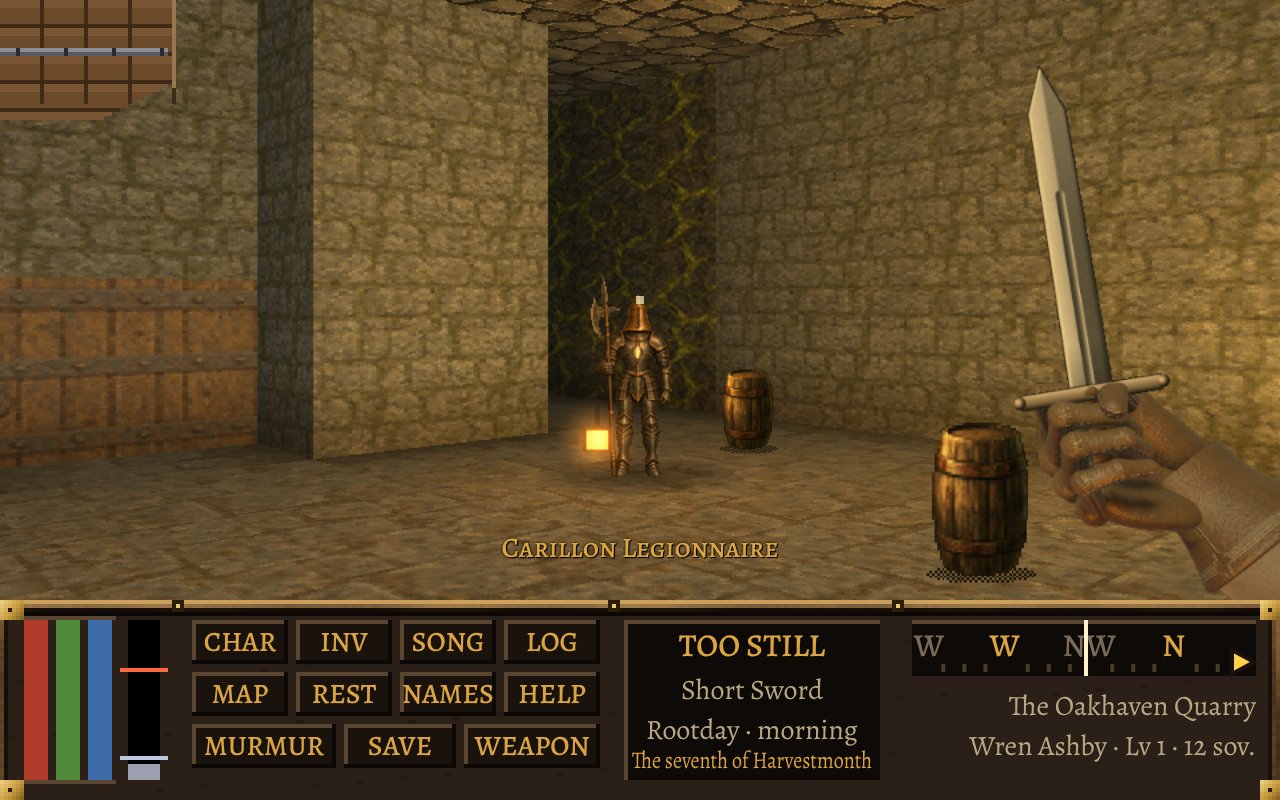 Carillon Legionnaire
CHAR INV SONG LOG
MAP REST NAMES HELP
MURMUR SAVE WEAPON
TOO STILL
Short Sword
Rootday · morning
The seventh of Harvestmonth
W W NW N
The Oakhaven Quarry
Wren Ashby · Lv 1 · 12 sov.